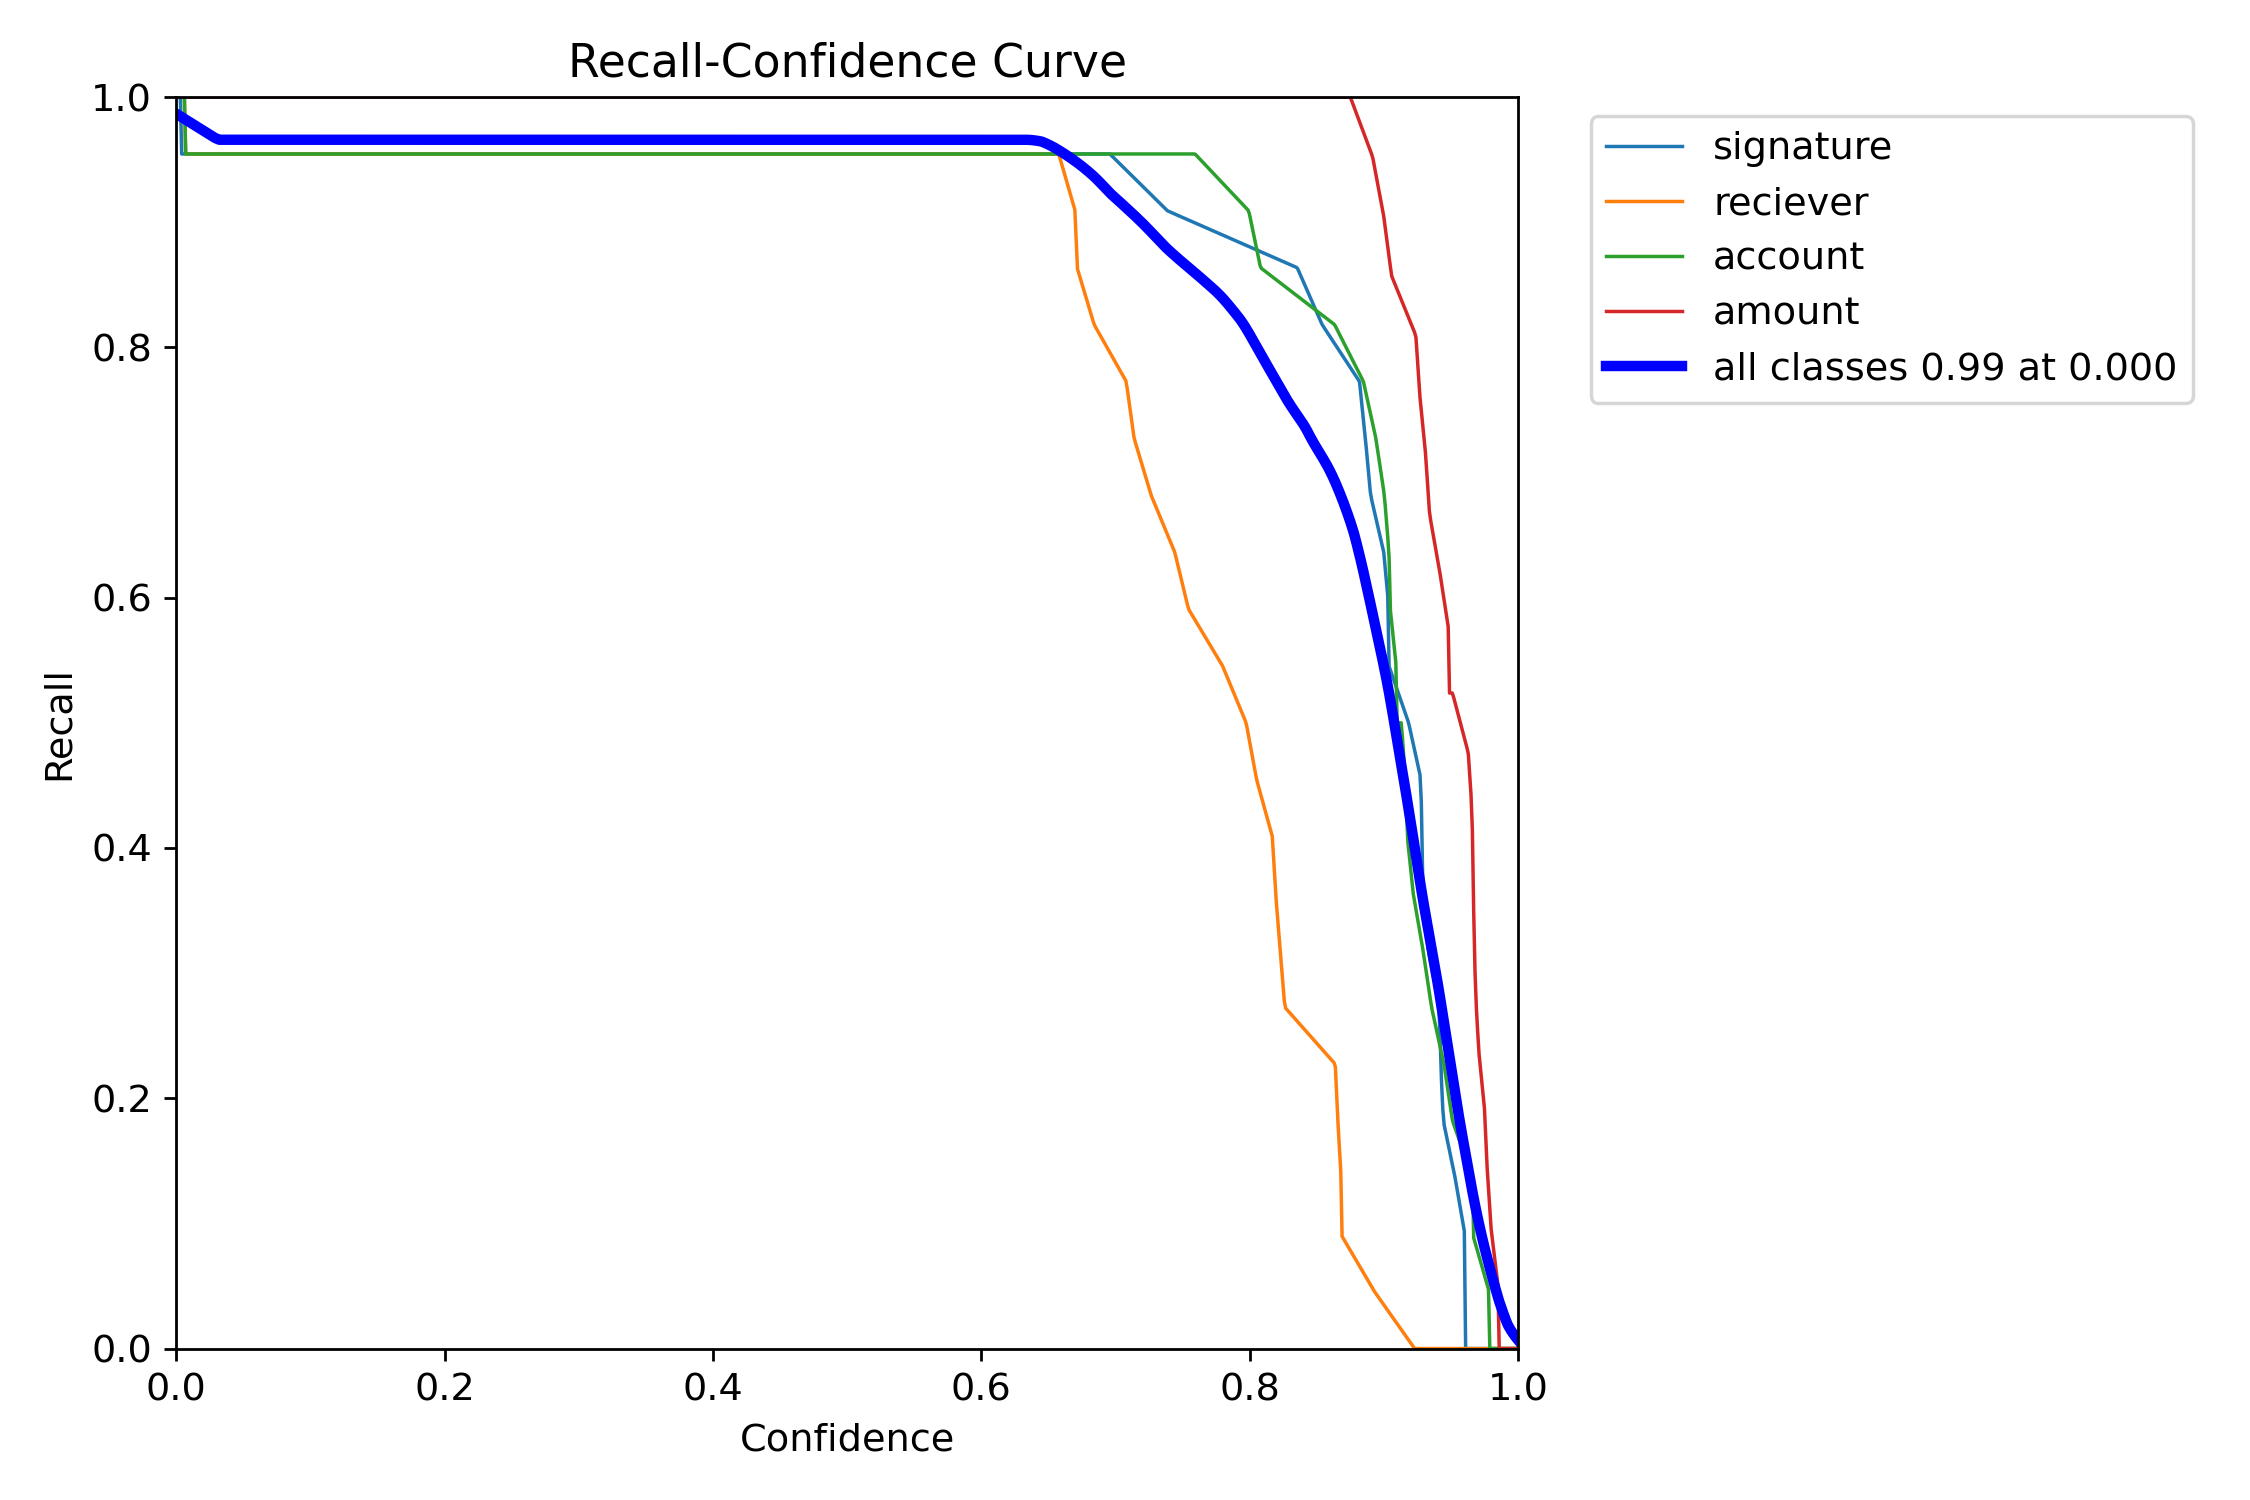 Recall-Confidence Curve
1.0
0.8
0.6
0.4
0.2
0.0
Recall
0.0 0.2 0.4 0.6 0.8 1.0
Confidence
signature
reciever
account
amount
all classes 0.99 at 0.000